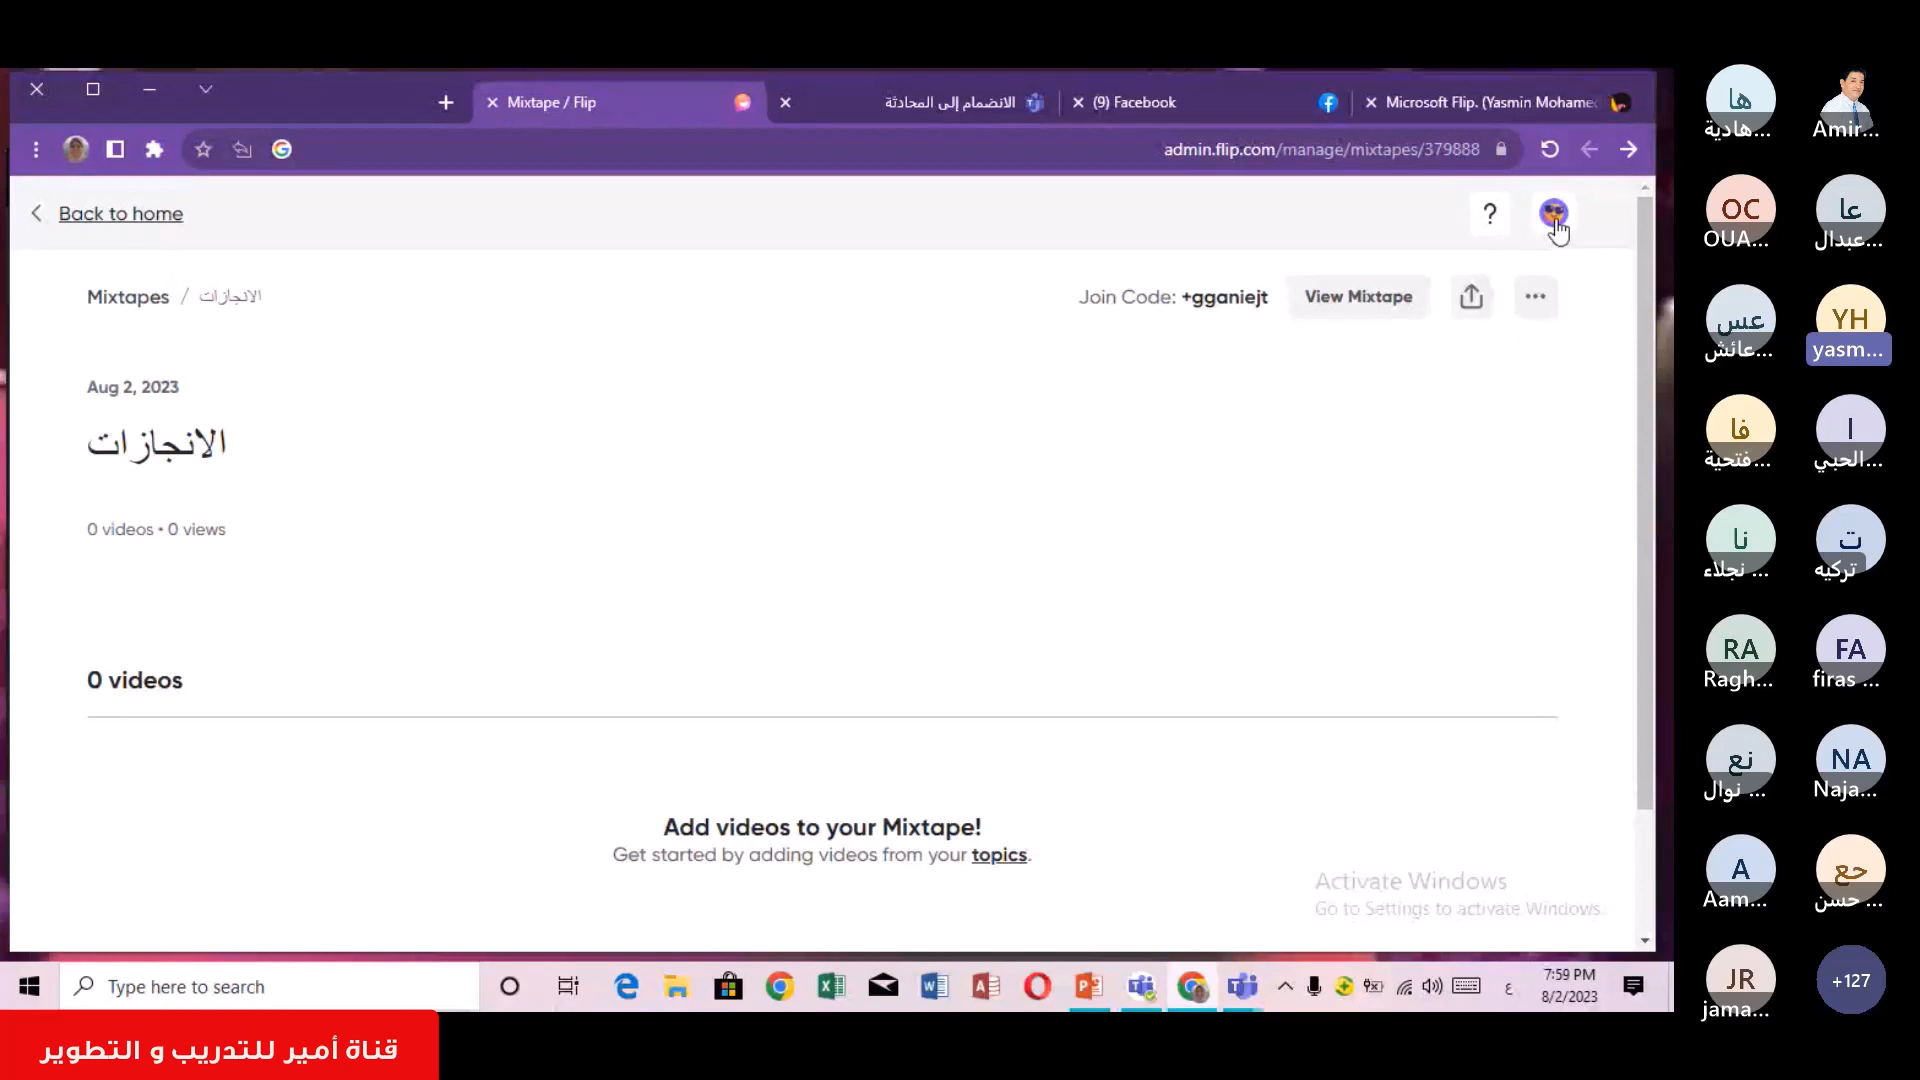 Mixtape / Flip
الانضمام إلى المحادثة
(9) Facebook
Microsoft Flip. (Yasmin Mohamed
admin.flip.com/manage/mixtapes/379888
Back to home
?
Mixtapes / الانجازات
Join Code: +gganiejt
View Mixtape
Aug 2, 2023
الانجازات
0 videos • 0 views
0 videos
Add videos to your Mixtape!
Get started by adding videos from your topics.
Activate Windows
Go to Settings to activate Windows.
Type here to search
ع
7:59 PM
8/2/2023
قناة أمير للتدريب و التطوير
ها
هادية...
Amir...
OC
OUA...
عا
عبدال...
عس
عائش...
YH
yasm...
فا
فتحية...
ا
الحبي...
نا
نجلاء ...
ت
تركيه
RA
Ragh...
FA
firas ...
نع
نوال ...
NA
Naja...
A
Aam...
حع
حسن ...
JR
jama...
+127